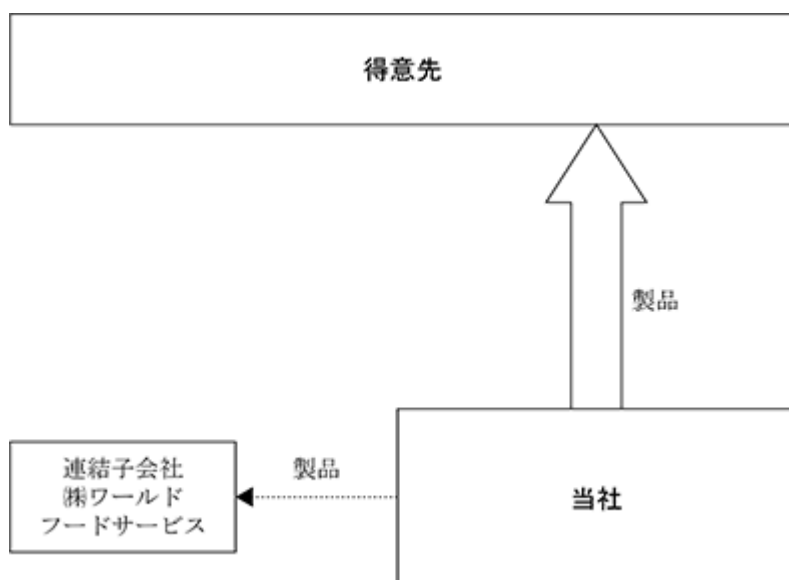 得意先
製品
連結子会社
㈱ワールド
フードサービス
製品
当社